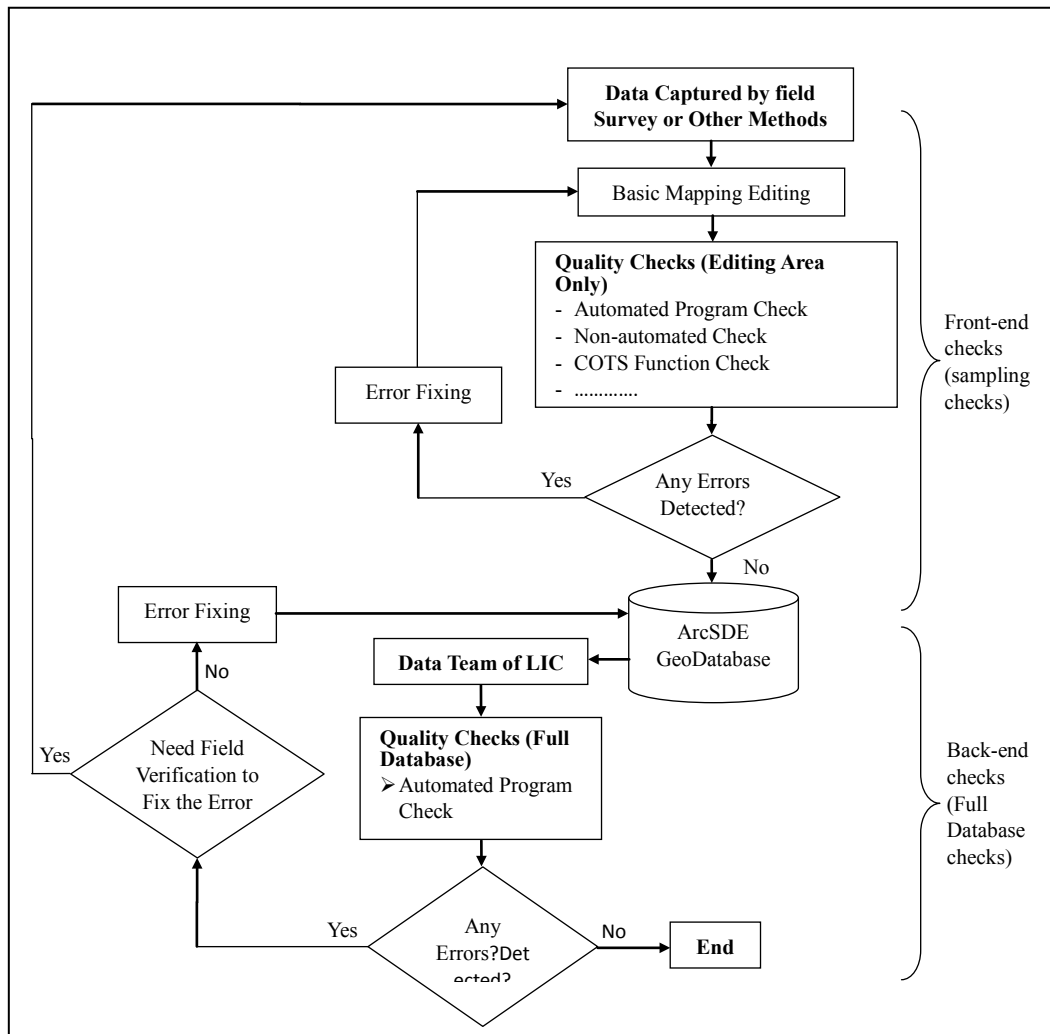 Data Captured by field
Survey or Other Methods
Basic Mapping Editing
Quality Checks (Editing Area
Only)
- Automated Program Check
- Non-automated Check
- COTS Function Check
- ………….
Front-end
checks
(sampling
checks)
Error Fixing
Yes
Any Errors
Detected?
No
Error Fixing
ArcSDE
GeoDatabase
Data Team of LIC
No
Quality Checks (Full
Database)
➢ Automated Program
Check
Yes
Need Field
Verification to
Fix the Error
Back-end
checks
(Full
Database
checks)
Yes
Any
Errors?Det
ected?
No
End